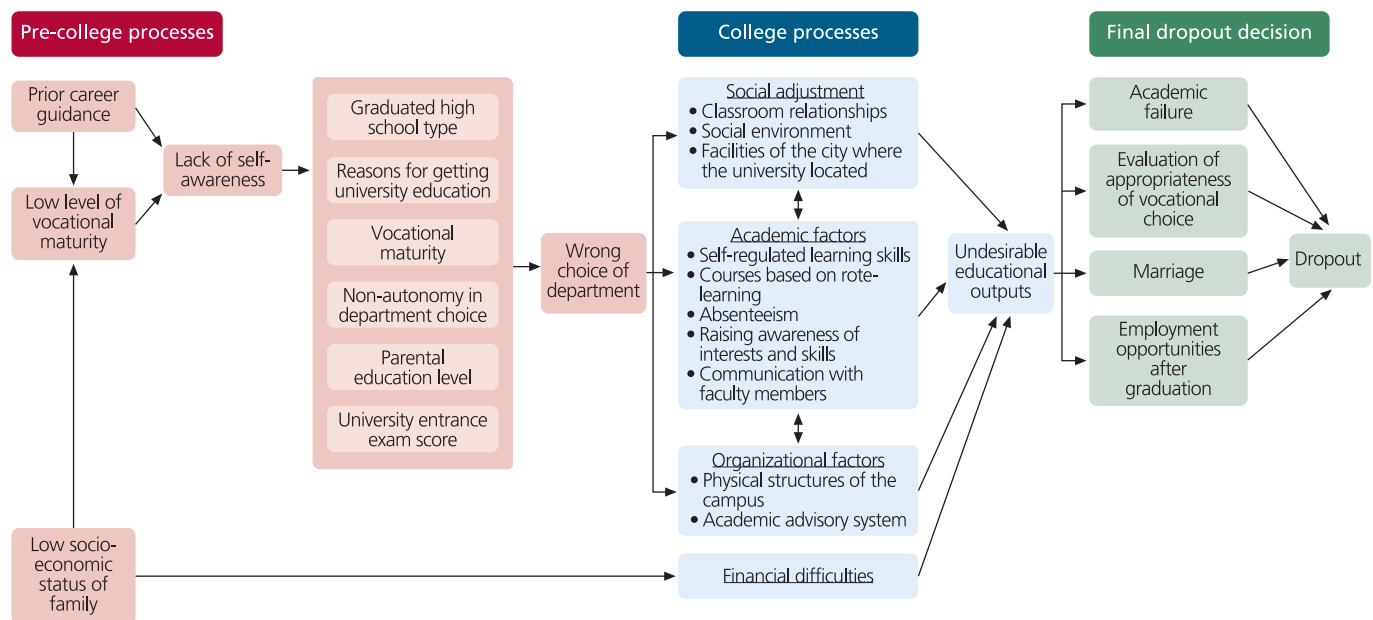 Pre-college processes
College processes
Final dropout decision
Prior career
guidance
Low level of
vocational
maturity
Low socio-
economic
status of
family
Lack of self-
awareness
Graduated high
school type
Reasons for getting
university education
Vocational
maturity
Non-autonomy in
department choice
Parental
education level
University entrance
exam score
Wrong
choice of
department
Social adjustment
• Classroom relationships
• Social environment
• Facilities of the city where
the university located
Academic factors
• Self-regulated learning skills
• Courses based on rote-
learning
• Absenteeism
• Raising awareness of
interests and skills
• Communication with
faculty members
Organizational factors
• Physical structures of the
campus
• Academic advisory system
Financial difficulties
Undesirable
educational
outputs
Academic
failure
Evaluation of
appropriateness
of vocational
choice
Marriage
Employment
opportunities
after
graduation
Dropout